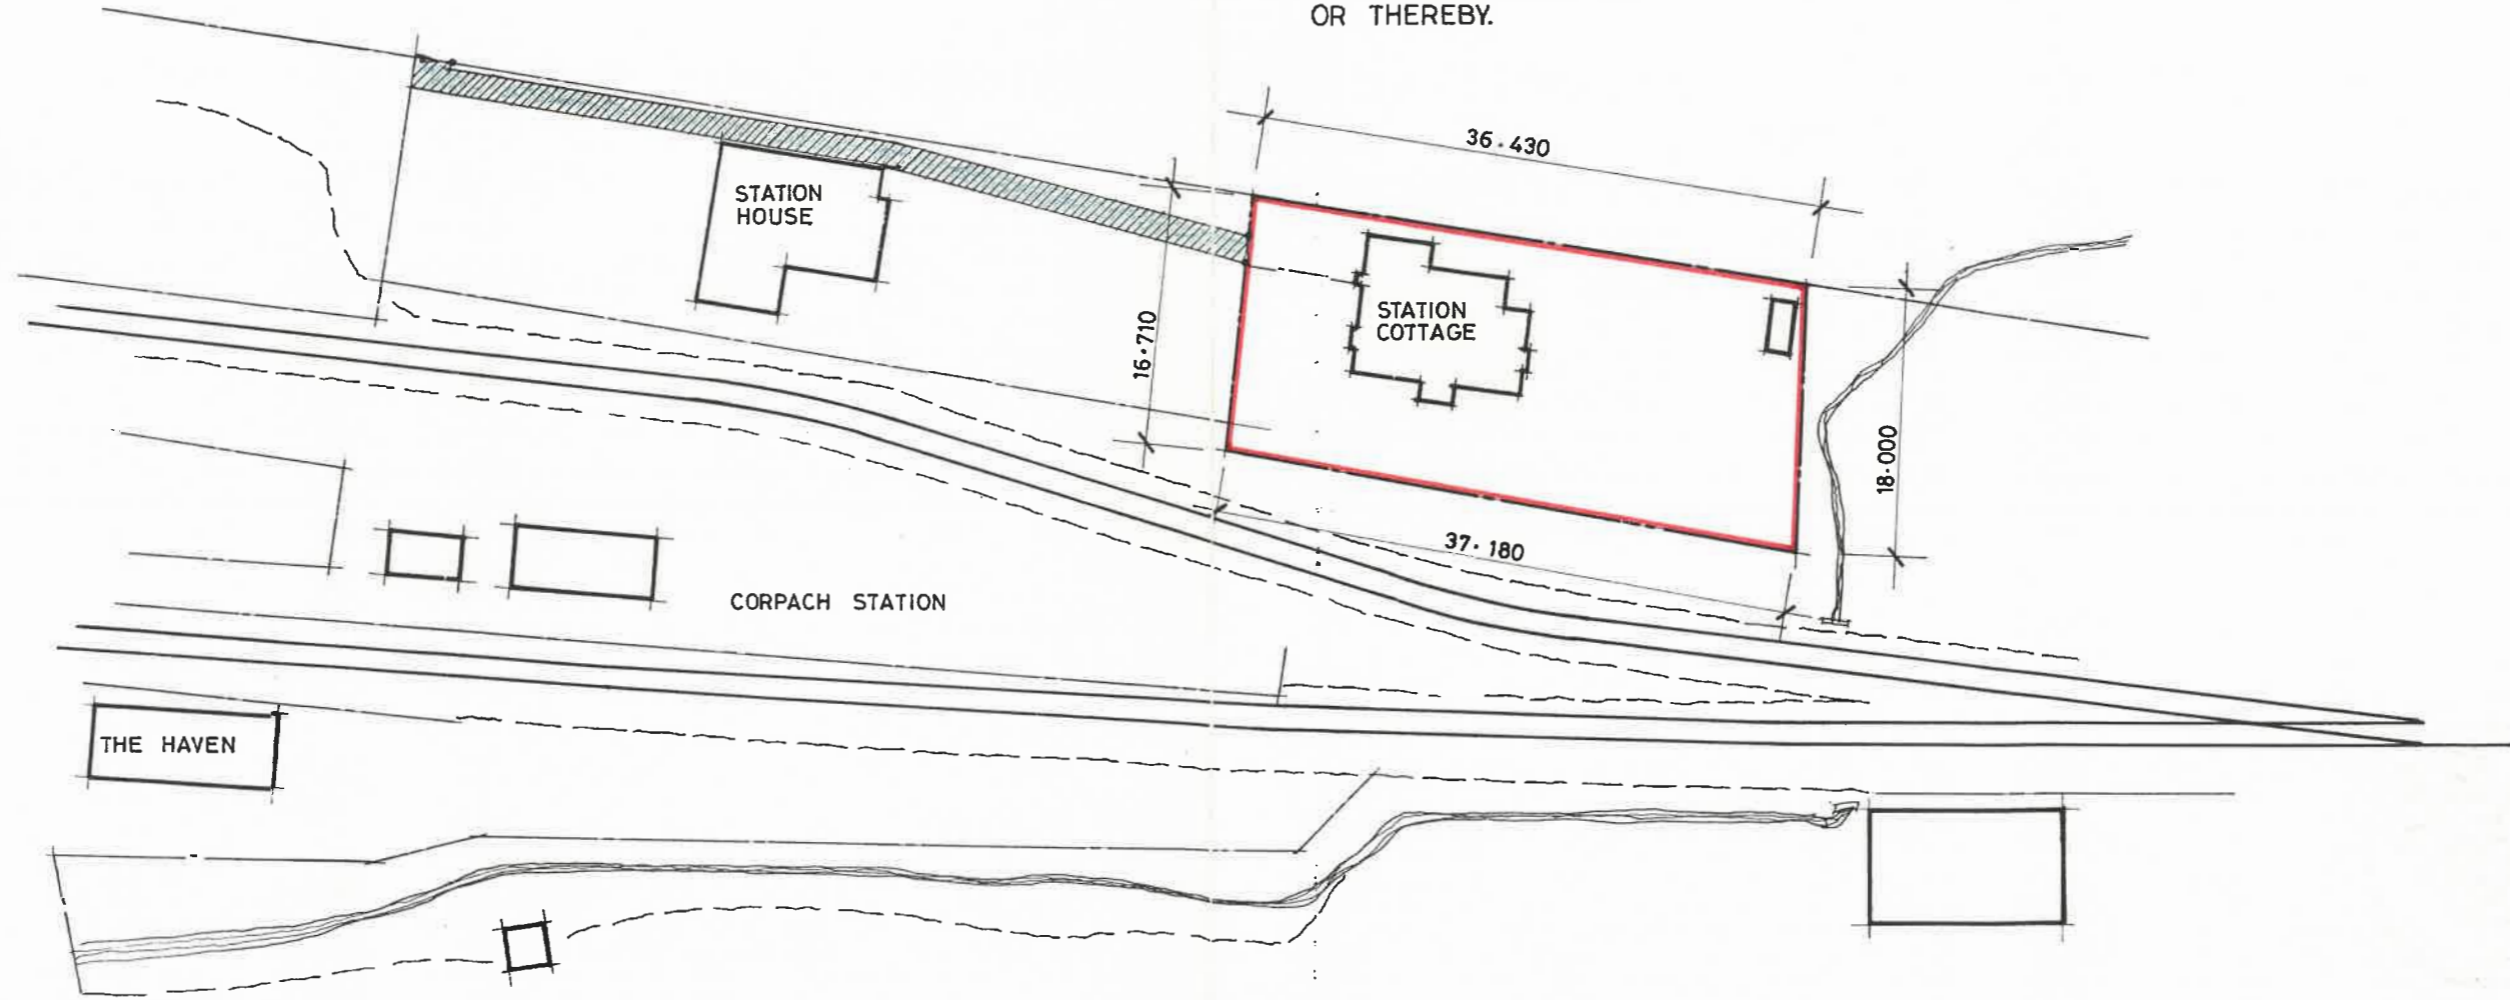 OR THEREBY.
36·430
STATION
HOUSE
STATION
COTTAGE
16·710
18·000
37·180
CORPACH STATION
THE HAVEN